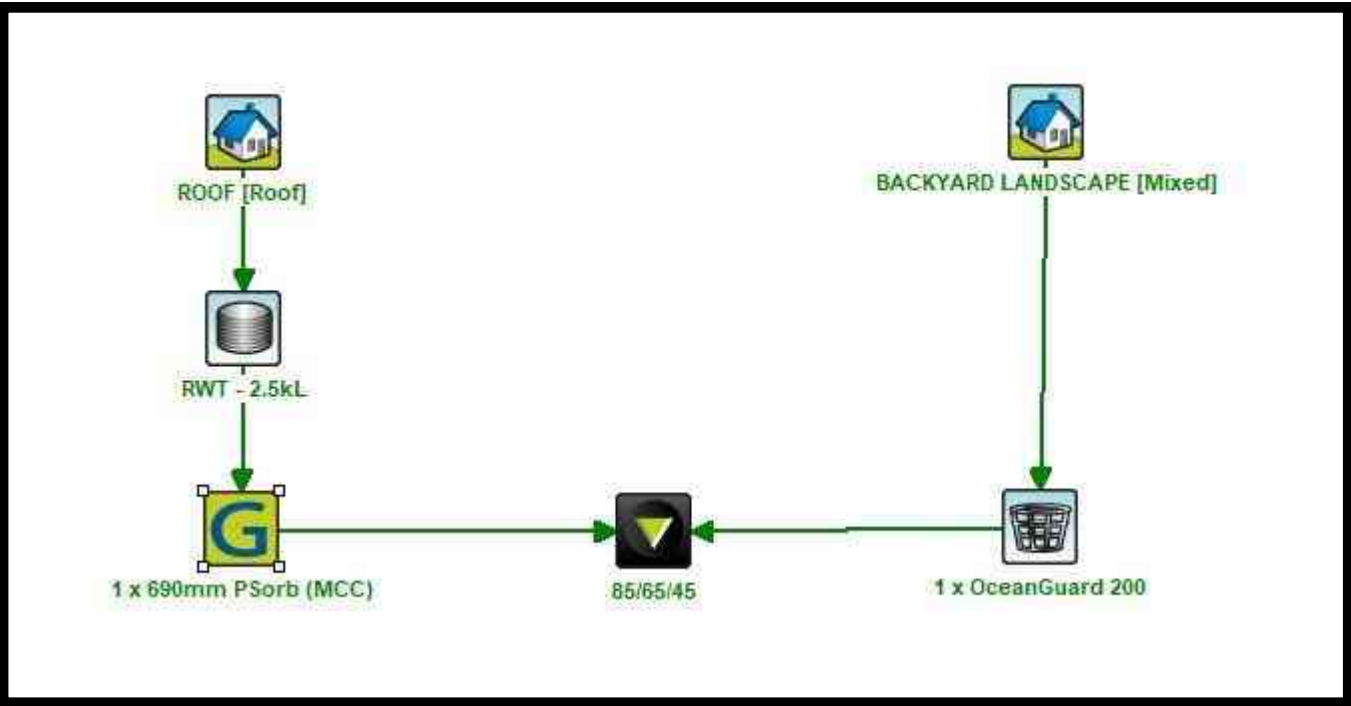 ROOF [Roof]
BACKYARD LANDSCAPE [Mixed]
RWT - 2.5kL
G
1 x 690mm PSorb (MCC)
85/65/45
1 x OceanGuard 200